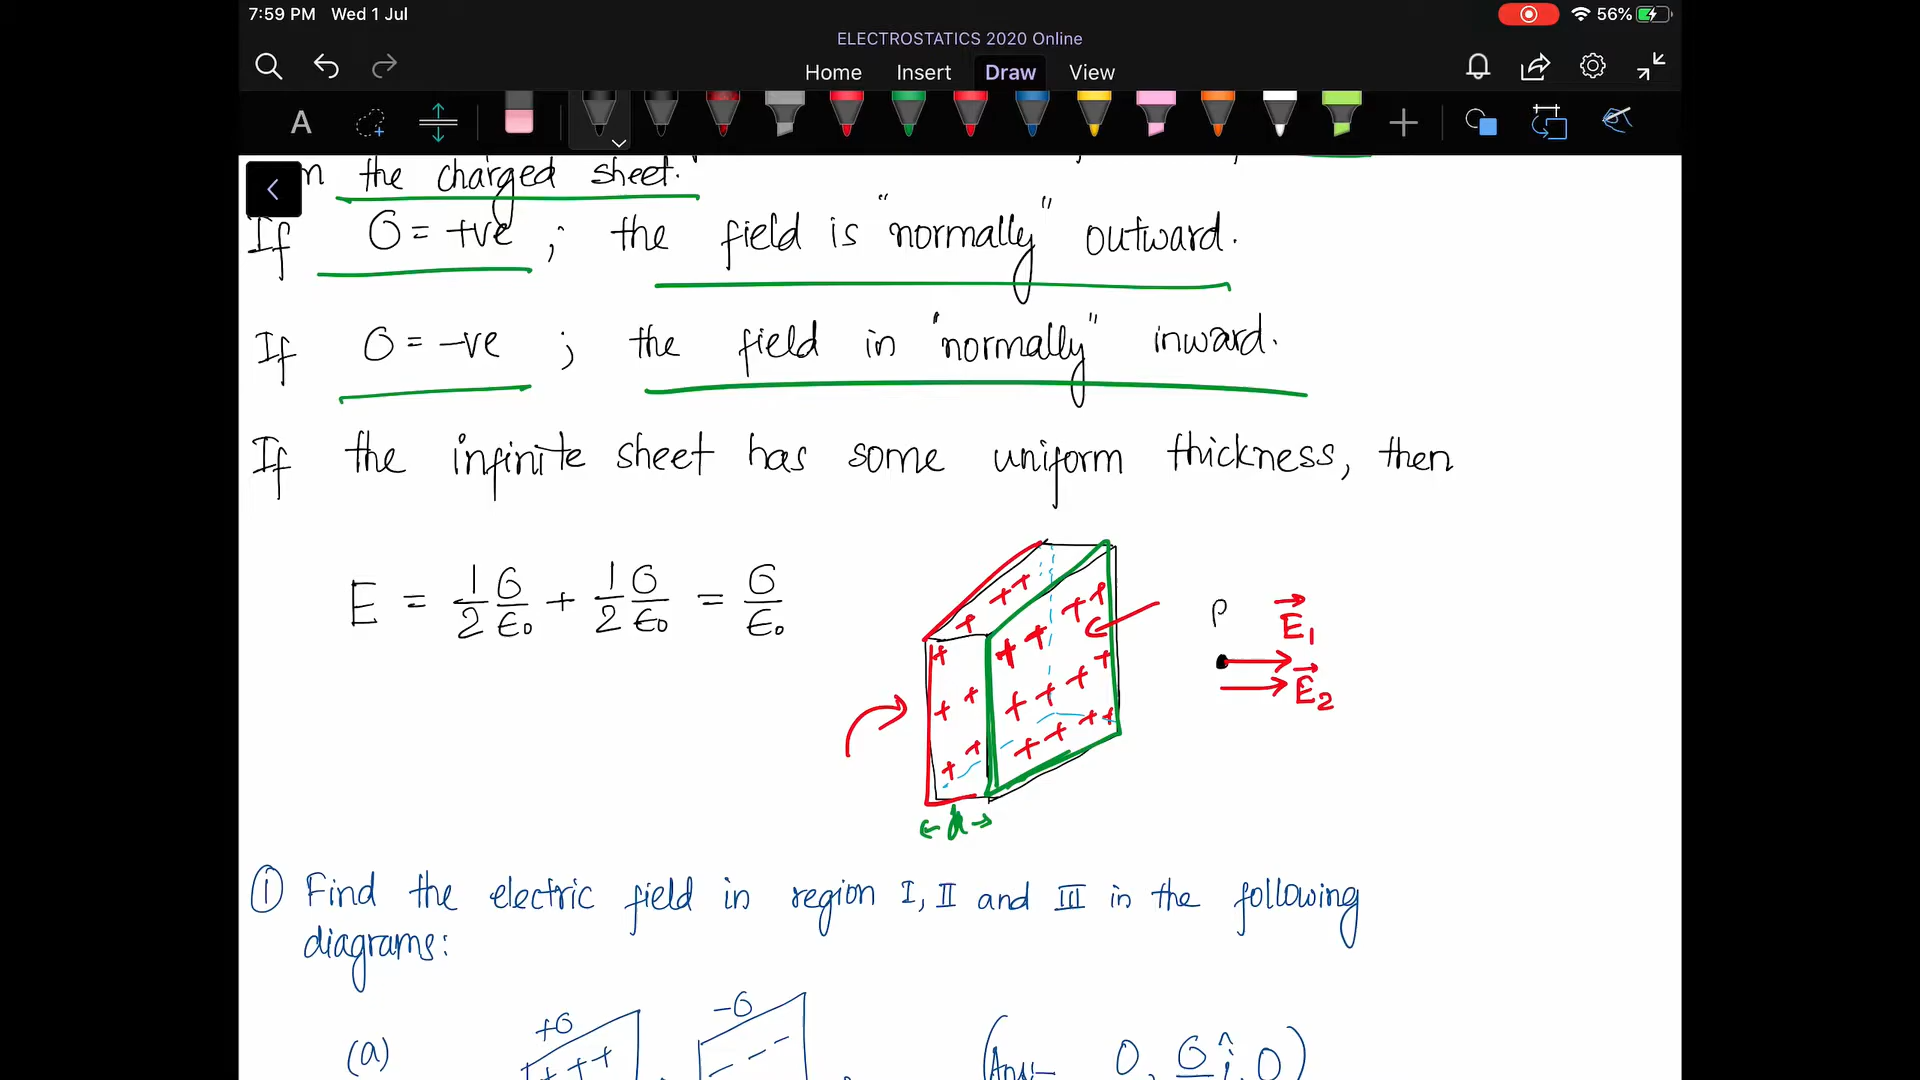 7:59 PM Wed 1 Jul
56%
ELECTROSTATICS 2020 Online
Home Insert Draw View
A
the charged sheet.
If σ = +ve ; the field is "normally" outward.
If σ = -ve ; the field in "normally" inward.
If the infinite sheet has some uniform thickness, then
E = 1/2 σ/ε₀ + 1/2 σ/ε₀ = σ/ε₀
P E₁
E₂
① Find the electric field in region I, II and III in the following
diagrams:
(a) +σ -σ (Ans:- 0, σ î, 0)